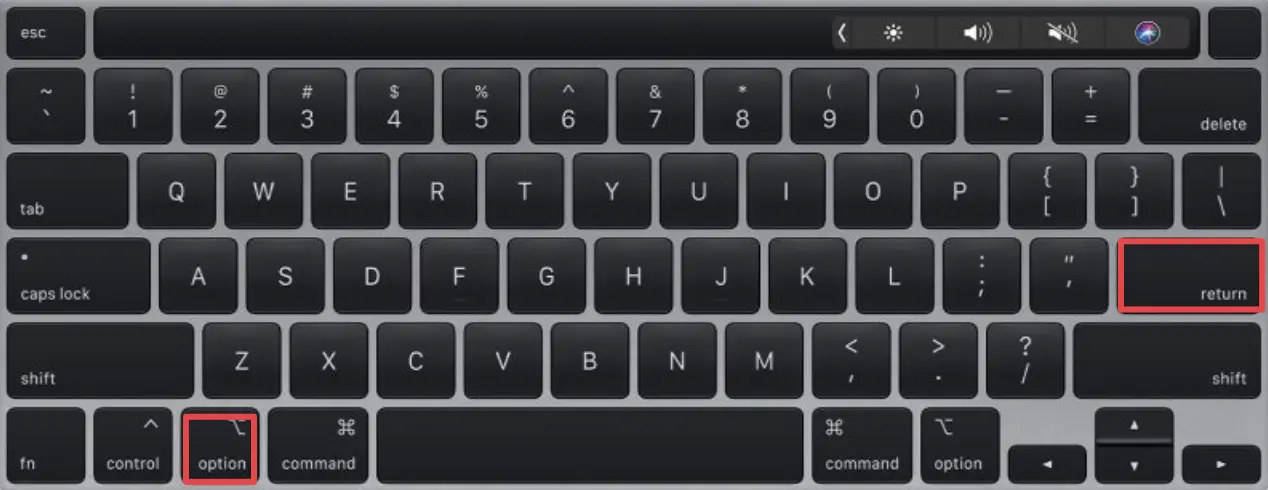 esc
~ ! @ # $ % ^ & * ( ) — +
` 1 2 3 4 5 6 7 8 9 0 - = delete
Q W E R T Y U I O P { } |
tab [ ] \
A S D F G H J K L : "
caps lock ; ' return
Z X C V B N M < > ?
shift , . / shift
^ ⌥ ⌘ ⌘ ⌥ ▲
fn control option command command option ◀ ▼ ▶